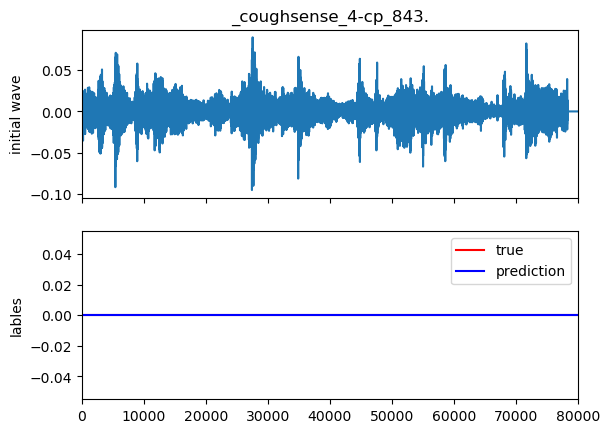 _coughsense_4-cp_843.
initial wave
0.05
0.00
−0.05
−0.10
lables
0.04
0.02
0.00
−0.02
−0.04
true
prediction
0 10000 20000 30000 40000 50000 60000 70000 80000